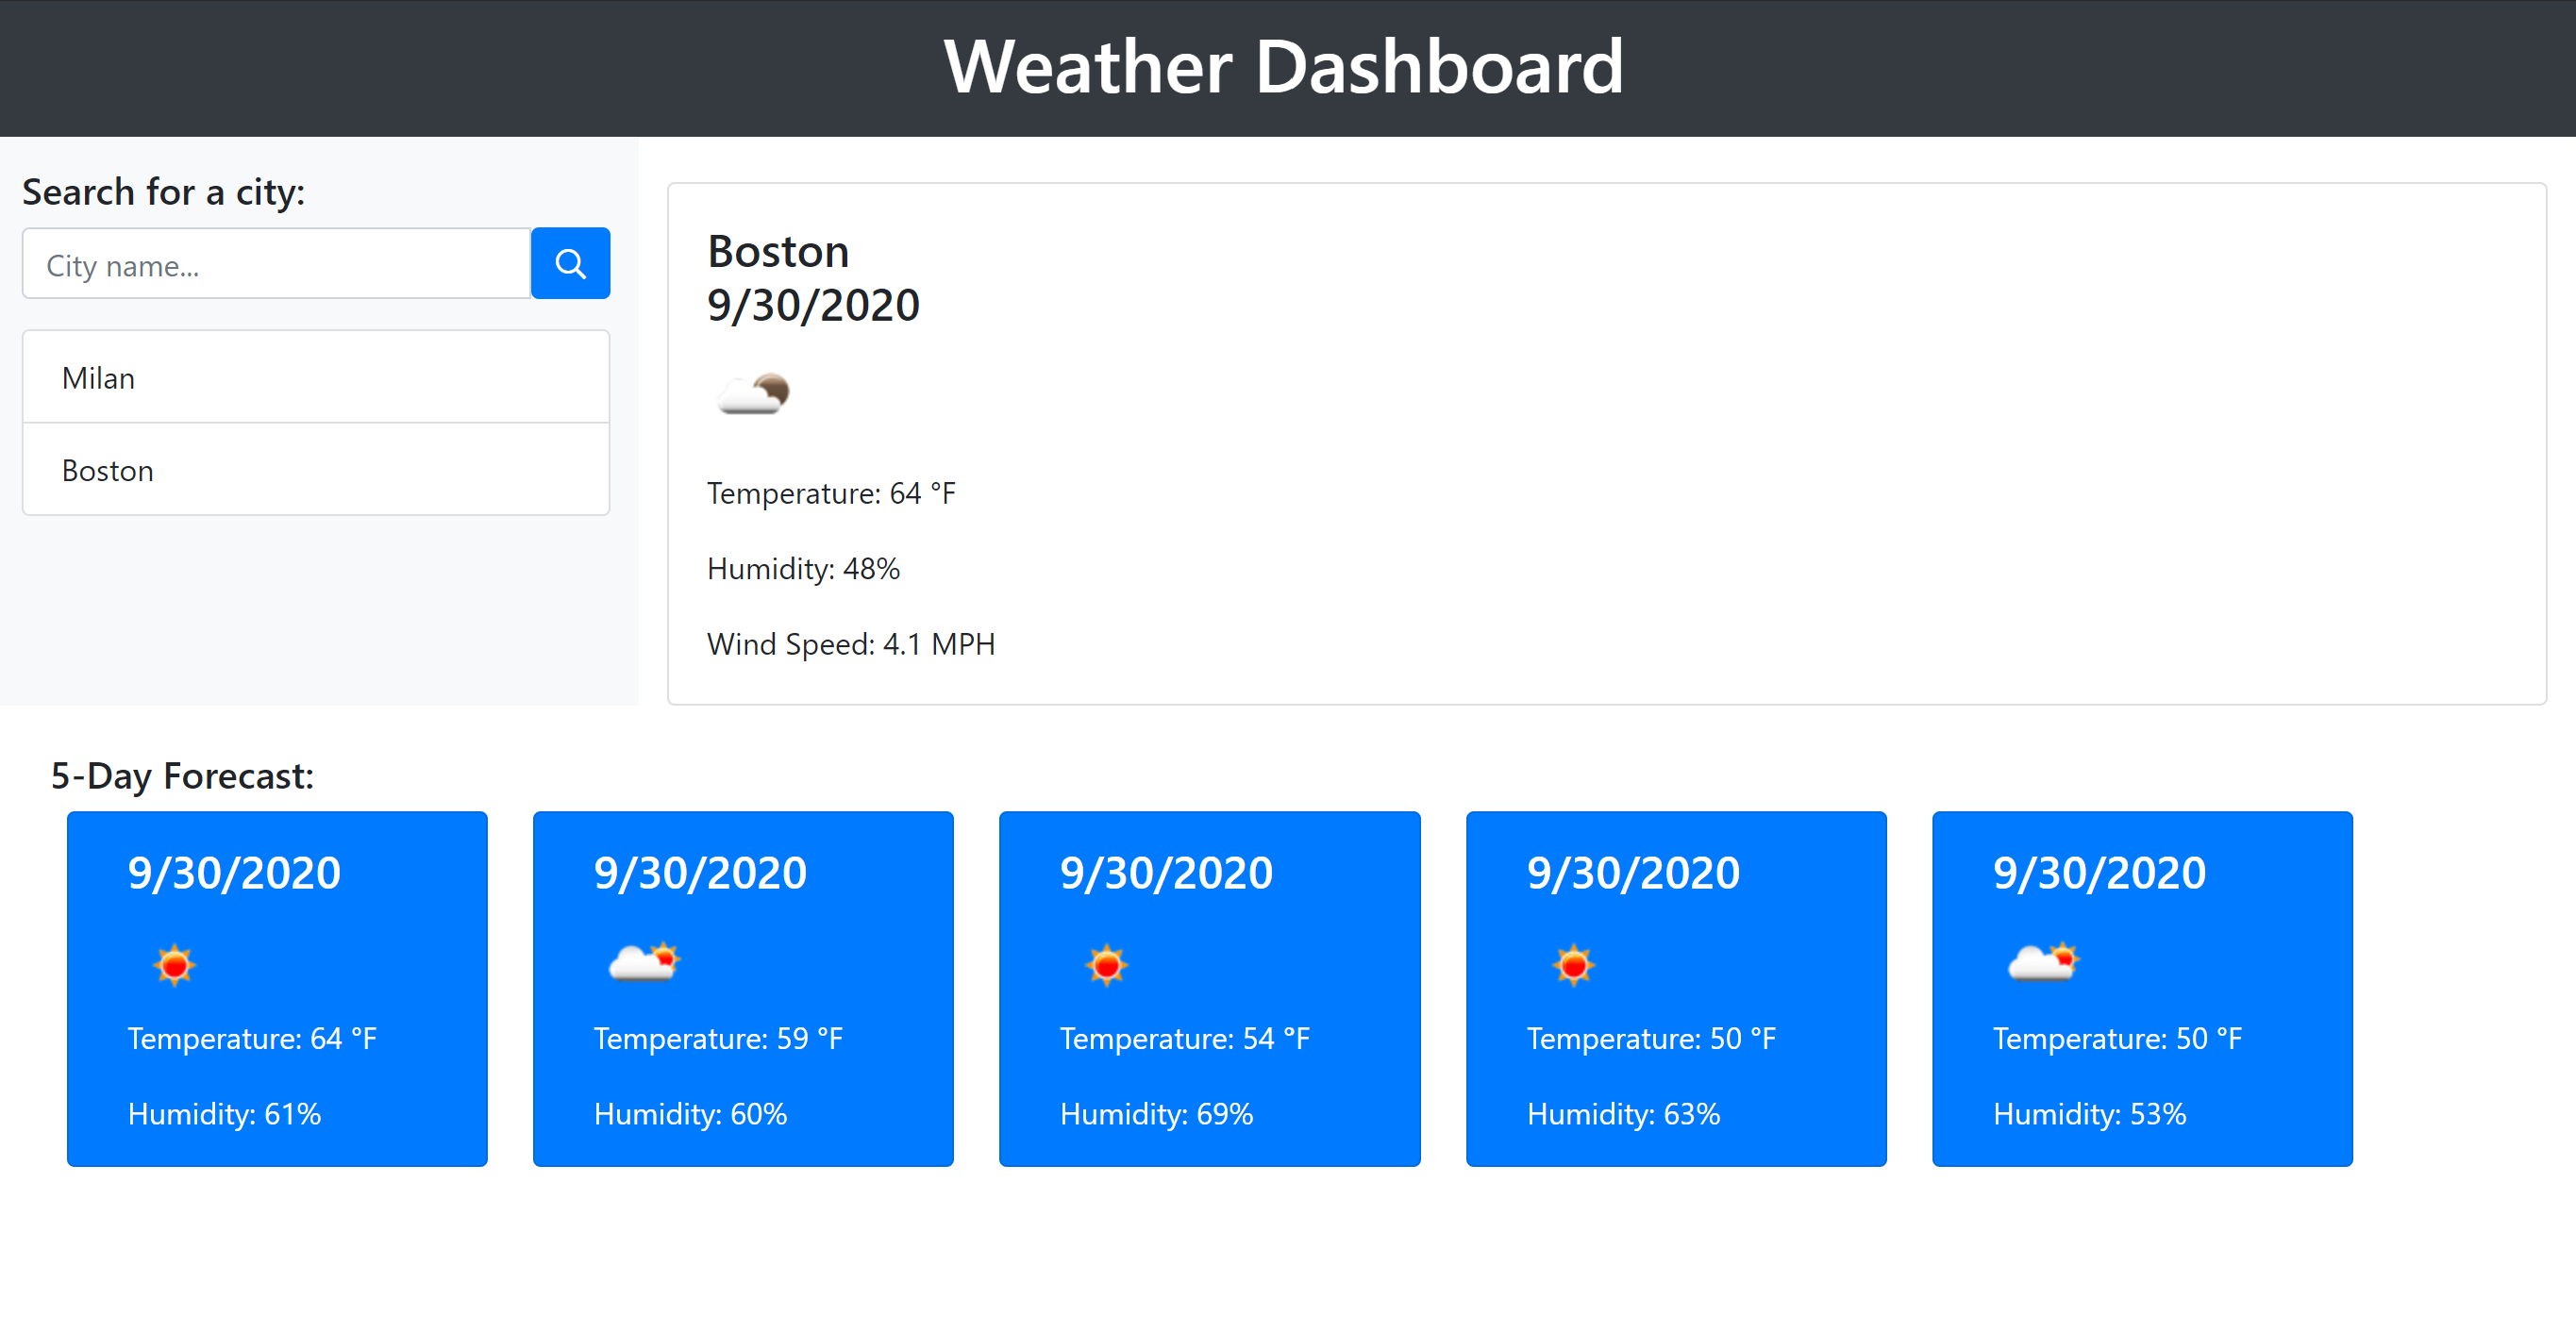 Weather Dashboard
Search for a city:
City name...
Milan
Boston
Boston
9/30/2020
Temperature: 64 °F
Humidity: 48%
Wind Speed: 4.1 MPH
5-Day Forecast:
9/30/2020
Temperature: 64 °F
Humidity: 61%
9/30/2020
Temperature: 59 °F
Humidity: 60%
9/30/2020
Temperature: 54 °F
Humidity: 69%
9/30/2020
Temperature: 50 °F
Humidity: 63%
9/30/2020
Temperature: 50 °F
Humidity: 53%